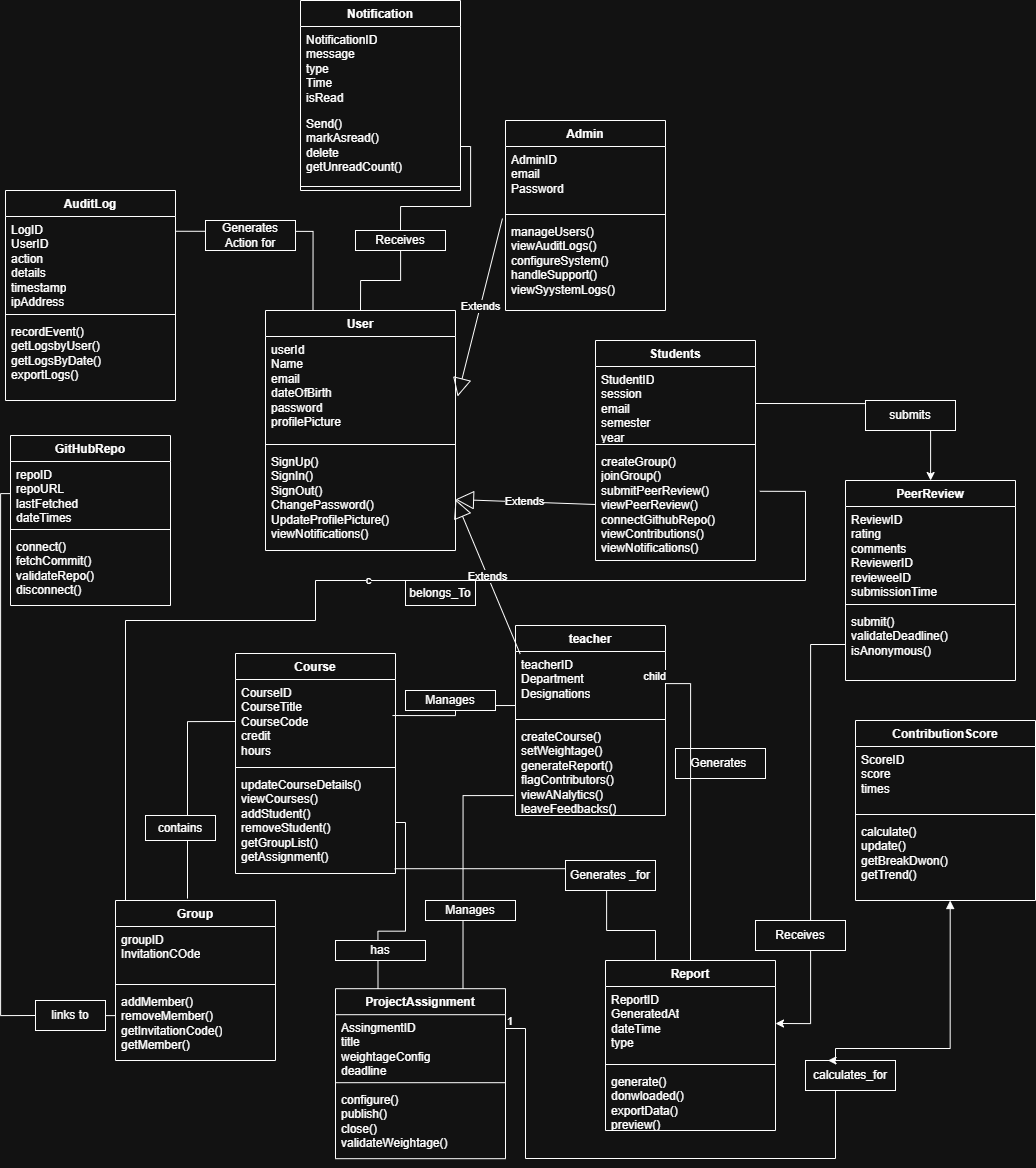 Notification
NotificationID
message
type
Time
isRead
Send()
markAsread()
delete
getUnreadCount()
Admin
AdminID
email
Password
manageUsers()
viewAuditLogs()
configureSystem()
handleSupport()
viewSyystemLogs()
AuditLog
LogID
UserID
action
details
timestamp
ipAddress
recordEvent()
getLogsbyUser()
getLogsByDate()
exportLogs()
Generates
Action for
Receives
Extends
User
userId
Name
email
dateOfBirth
password
profilePicture
SignUp()
SignIn()
SignOut()
ChangePassword()
UpdateProfilePicture()
viewNotifications()
Students
StudentID
session
email
semester
year
createGroup()
joinGroup()
submitPeerReview()
viewPeerReview()
connectGithubRepo()
viewContributions()
viewNotifications()
submits
GitHubRepo
repoID
repoURL
lastFetched
dateTimes
connect()
fetchCommit()
validateRepo()
disconnect()
Extends
PeerReview
ReviewID
rating
comments
ReviewerID
revieweeID
submissionTime
submit()
validateDeadline()
isAnonymous()
c
Extends
belongs_To
teacher
teacherID
Department
Designations
createCourse()
setWeightage()
generateReport()
flagContributors()
viewANalytics()
leaveFeedbacks()
child
Course
CourseID
CourseTitle
CourseCode
credit
hours
updateCourseDetails()
viewCourses()
addStudent()
removeStudent()
getGroupList()
getAssignment()
Manages
Generates
ContributionScore
ScoreID
score
times
calculate()
update()
getBreakDwon()
getTrend()
contains
Generates _for
Manages
Group
groupID
InvitationCOde
addMember()
removeMember()
getInvitationCode()
getMember()
has
Receives
links to
ProjectAssignment
AssingmentID
title
weightageConfig
deadline
configure()
publish()
close()
validateWeightage()
1
Report
ReportID
GeneratedAt
dateTime
type
generate()
donwloaded()
exportData()
preview()
calculates_for